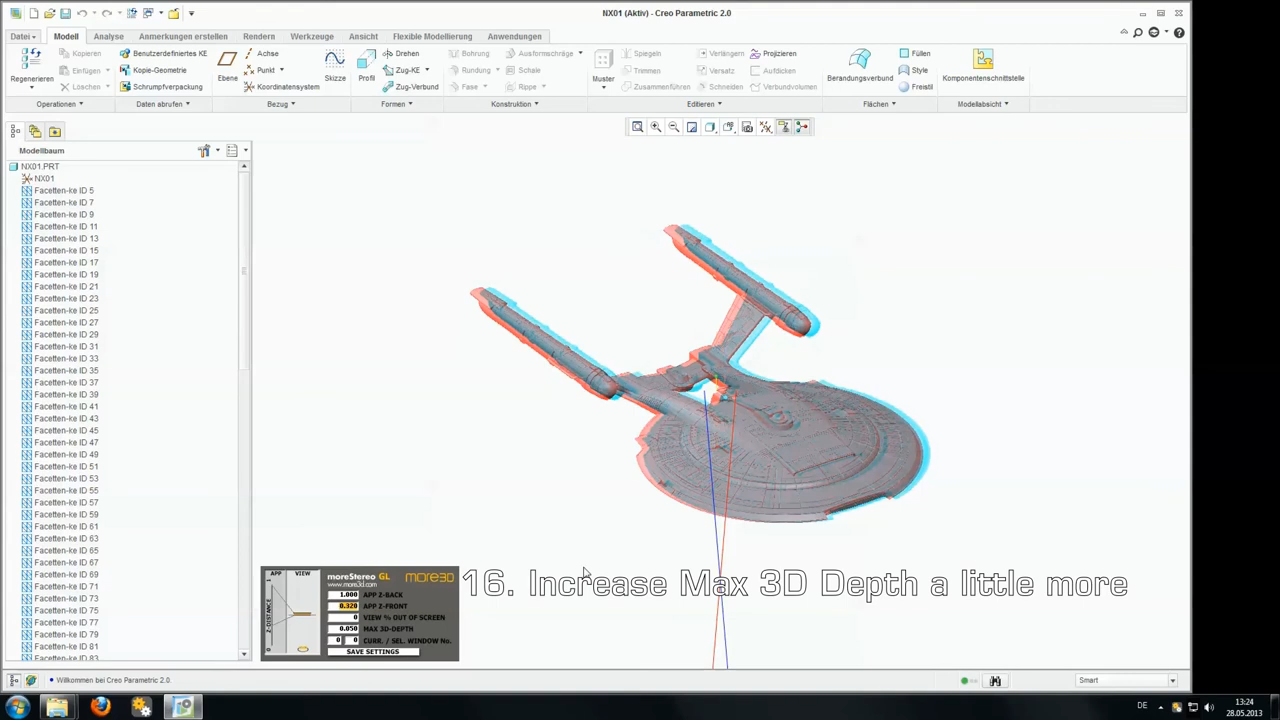 NX01 (Aktiv) - Creo Parametric 2.0
Datei
Modell
Analyse
Anmerkungen erstellen
Rendern
Werkzeuge
Ansicht
Flexible Modellierung
Anwendungen
Regenerieren
Kopieren
Einfügen
Löschen
Benutzerdefiniertes KE
Kopie-Geometrie
Schrumpfverpackung
Ebene
Achse
Punkt
Koordinatensystem
Skizze
Profil
Drehen
Zug-KE
Zug-Verbund
Bohrung
Rundung
Fase
Ausformschräge
Schale
Rippe
Muster
Spiegeln
Trimmen
Zusammenführen
Verlängern
Versatz
Schneiden
Projizieren
Aufdicken
Verbundvolumen
Berandungsverbund
Füllen
Style
Freistil
Komponentenschnittstelle
Operationen
Daten abrufen
Bezug
Formen
Konstruktion
Editieren
Flächen
Modellabsicht
Modellbaum
NX01.PRT
NX01
Facetten-ke ID 5
Facetten-ke ID 7
Facetten-ke ID 9
Facetten-ke ID 11
Facetten-ke ID 13
Facetten-ke ID 15
Facetten-ke ID 17
Facetten-ke ID 19
Facetten-ke ID 21
Facetten-ke ID 23
Facetten-ke ID 25
Facetten-ke ID 27
Facetten-ke ID 29
Facetten-ke ID 31
Facetten-ke ID 33
Facetten-ke ID 35
Facetten-ke ID 37
Facetten-ke ID 39
Facetten-ke ID 41
Facetten-ke ID 43
Facetten-ke ID 45
Facetten-ke ID 47
Facetten-ke ID 49
Facetten-ke ID 51
Facetten-ke ID 53
Facetten-ke ID 55
Facetten-ke ID 57
Facetten-ke ID 59
Facetten-ke ID 61
Facetten-ke ID 63
Facetten-ke ID 65
Facetten-ke ID 67
Facetten-ke ID 69
Facetten-ke ID 71
Facetten-ke ID 73
Facetten-ke ID 75
Facetten-ke ID 77
Facetten-ke ID 79
Facetten-ke ID 81
Facetten-ke ID 83
APP VIEW
Z-DISTANCE
1
0
moreStereo GL more3D
www.more3d.com
1.000 APP Z-BACK
0.320 APP Z-FRONT
0 VIEW % OUT OF SCREEN
0.050 MAX 3D-DEPTH
0 0 CURR. / SEL. WINDOW No.
SAVE SETTINGS
16. Increase Max 3D Depth a little more
Willkommen bei Creo Parametric 2.0.
Smart
DE
13:24
28.05.2013